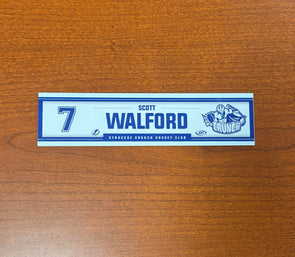 7
SCOTT
WALFORD
CRUNCH
SYRACUSE CRUNCH HOCKEY CLUB